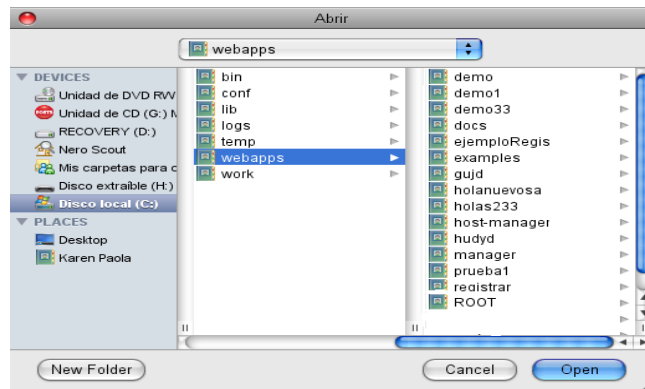 Abrir
webapps
DEVICES
Unidad de DVD RW
Unidad de CD (G:) M
RECOVERY (D:)
Nero Scout
Mis carpetas para c
Disco extraíble (H:)
Disco local (C:)
PLACES
Desktop
Karen Paola
bin
conf
lib
logs
temp
webapps
work
demo
demo1
demo33
docs
ejemploRegis
examples
gujd
holanuevosa
holas233
host-manager
hudyd
manager
prueba1
registrar
ROOT
New Folder
Cancel
Open